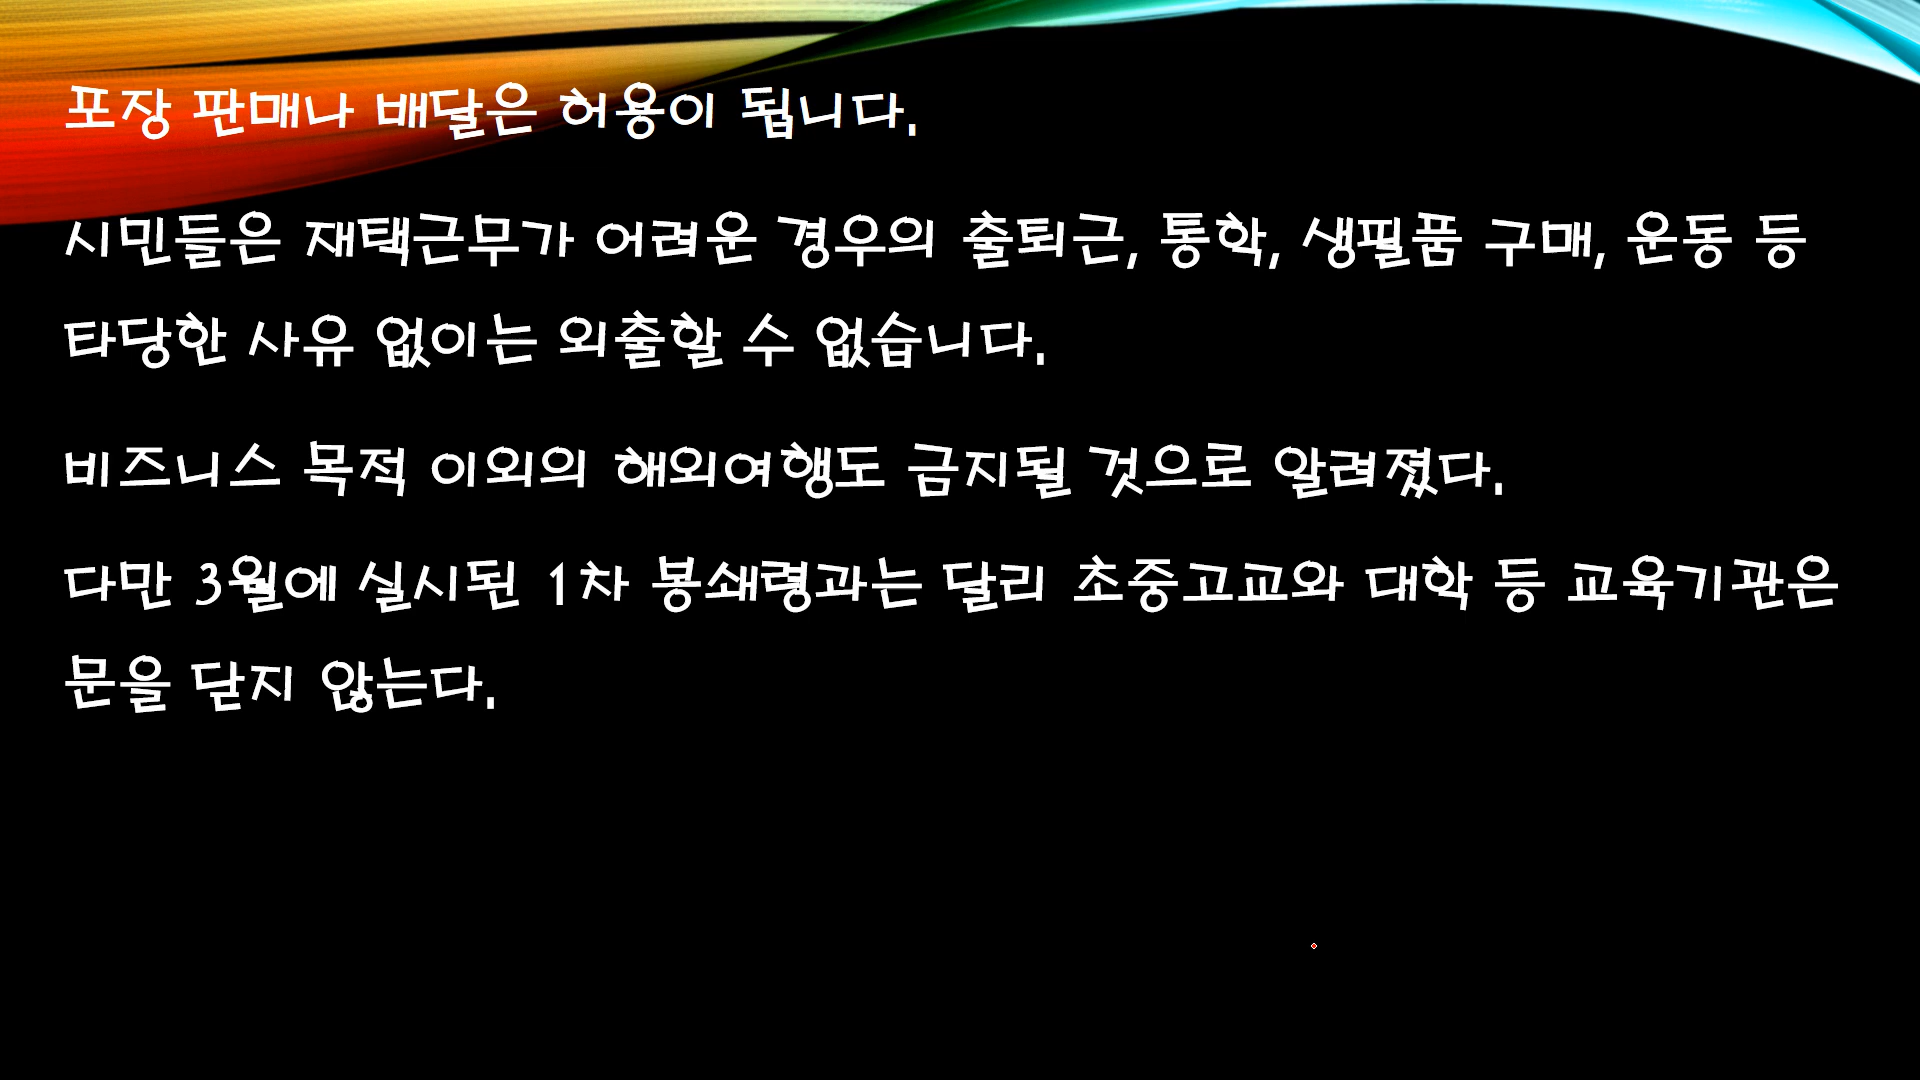 포장 판매나 배달은 허용이 됩니다.
시민들은 재택근무가 어려운 경우의 출퇴근, 통학, 생필품 구매, 운동 등
타당한 사유 없이는 외출할 수 없습니다.
비즈니스 목적 이외의 해외여행도 금지될 것으로 알려졌다.
다만 3월에 실시된 1차 봉쇄령과는 달리 초중고교와 대학 등 교육기관은
문을 닫지 않는다.